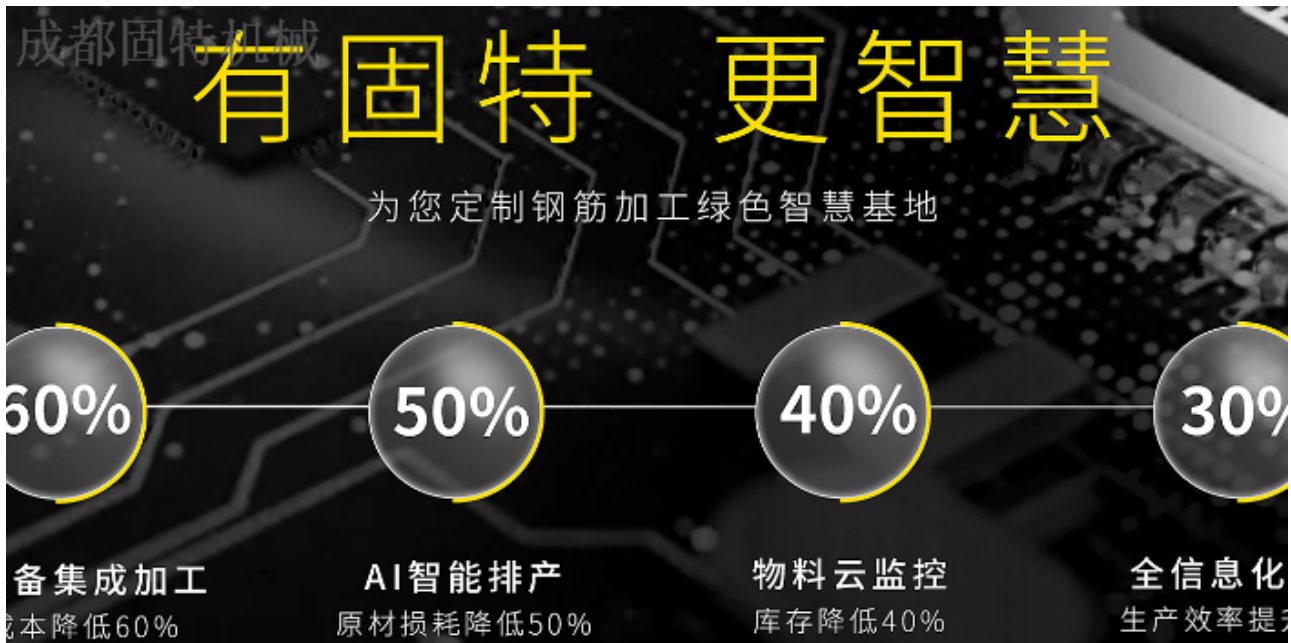 成都固特机械
有固特 更智慧
为您定制钢筋加工绿色智慧基地
60% 50% 40% 30%
备集成加工 AI智能排产 物料云监控 全信息化
本降低60% 原材损耗降低50% 库存降低40% 生产效率提升